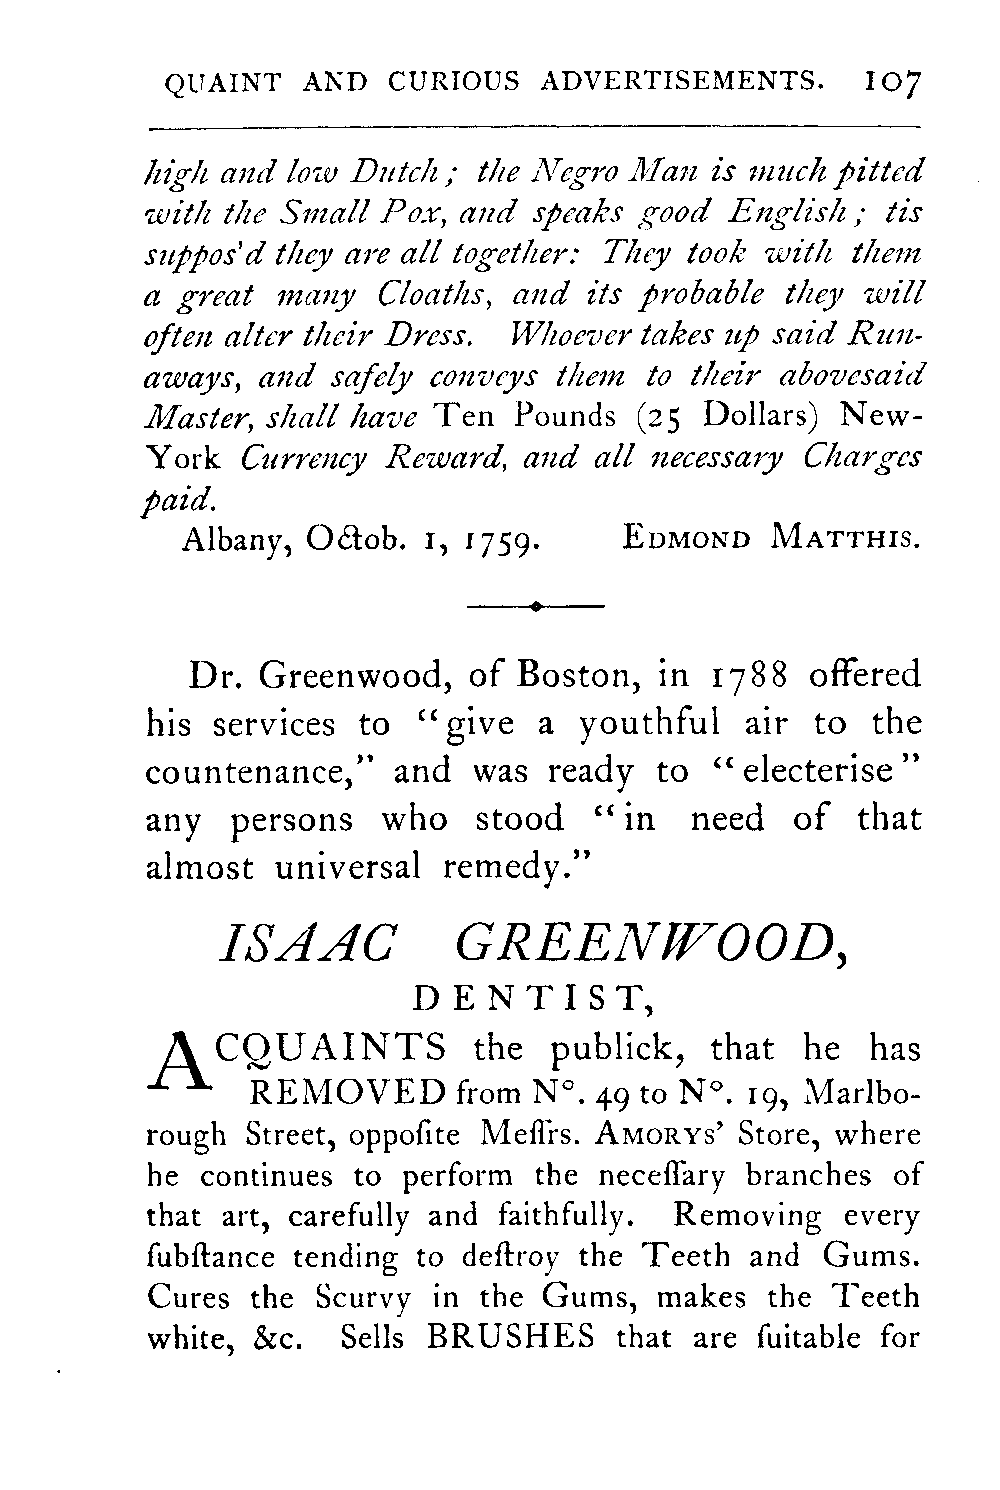 QUAINT AND CURIOUS ADVERTISEMENTS. 107
high and low Dutch; the Negro Man is much pitted
with the Small Pox, and speaks good English; tis
suppos'd they are all together: They took with them
a great many Cloaths, and its probable they will
often alter their Dress. Whoever takes up said Run-
aways, and safely conveys them to their abovesaid
Master, shall have Ten Pounds (25 Dollars) New-
York Currency Reward, and all necessary Charges
paid.
Albany, Octob. 1, 1759. EDMOND MATTHIS.
Dr. Greenwood, of Boston, in 1788 offered
his services to "give a youthful air to the
countenance," and was ready to "electerise"
any persons who stood "in need of that
almost universal remedy."
ISAAC GREENWOOD,
DENTIST,
ACQUAINTS the publick, that he has
REMOVED from Nº. 49 to Nº. 19, Marlbo-
rough Street, oppoſite Meſſrs. AMORYS' Store, where
he continues to perform the neceſſary branches of
that art, carefully and faithfully. Removing every
ſubſtance tending to deſtroy the Teeth and Gums.
Cures the Scurvy in the Gums, makes the Teeth
white, &c. Sells BRUSHES that are ſuitable for